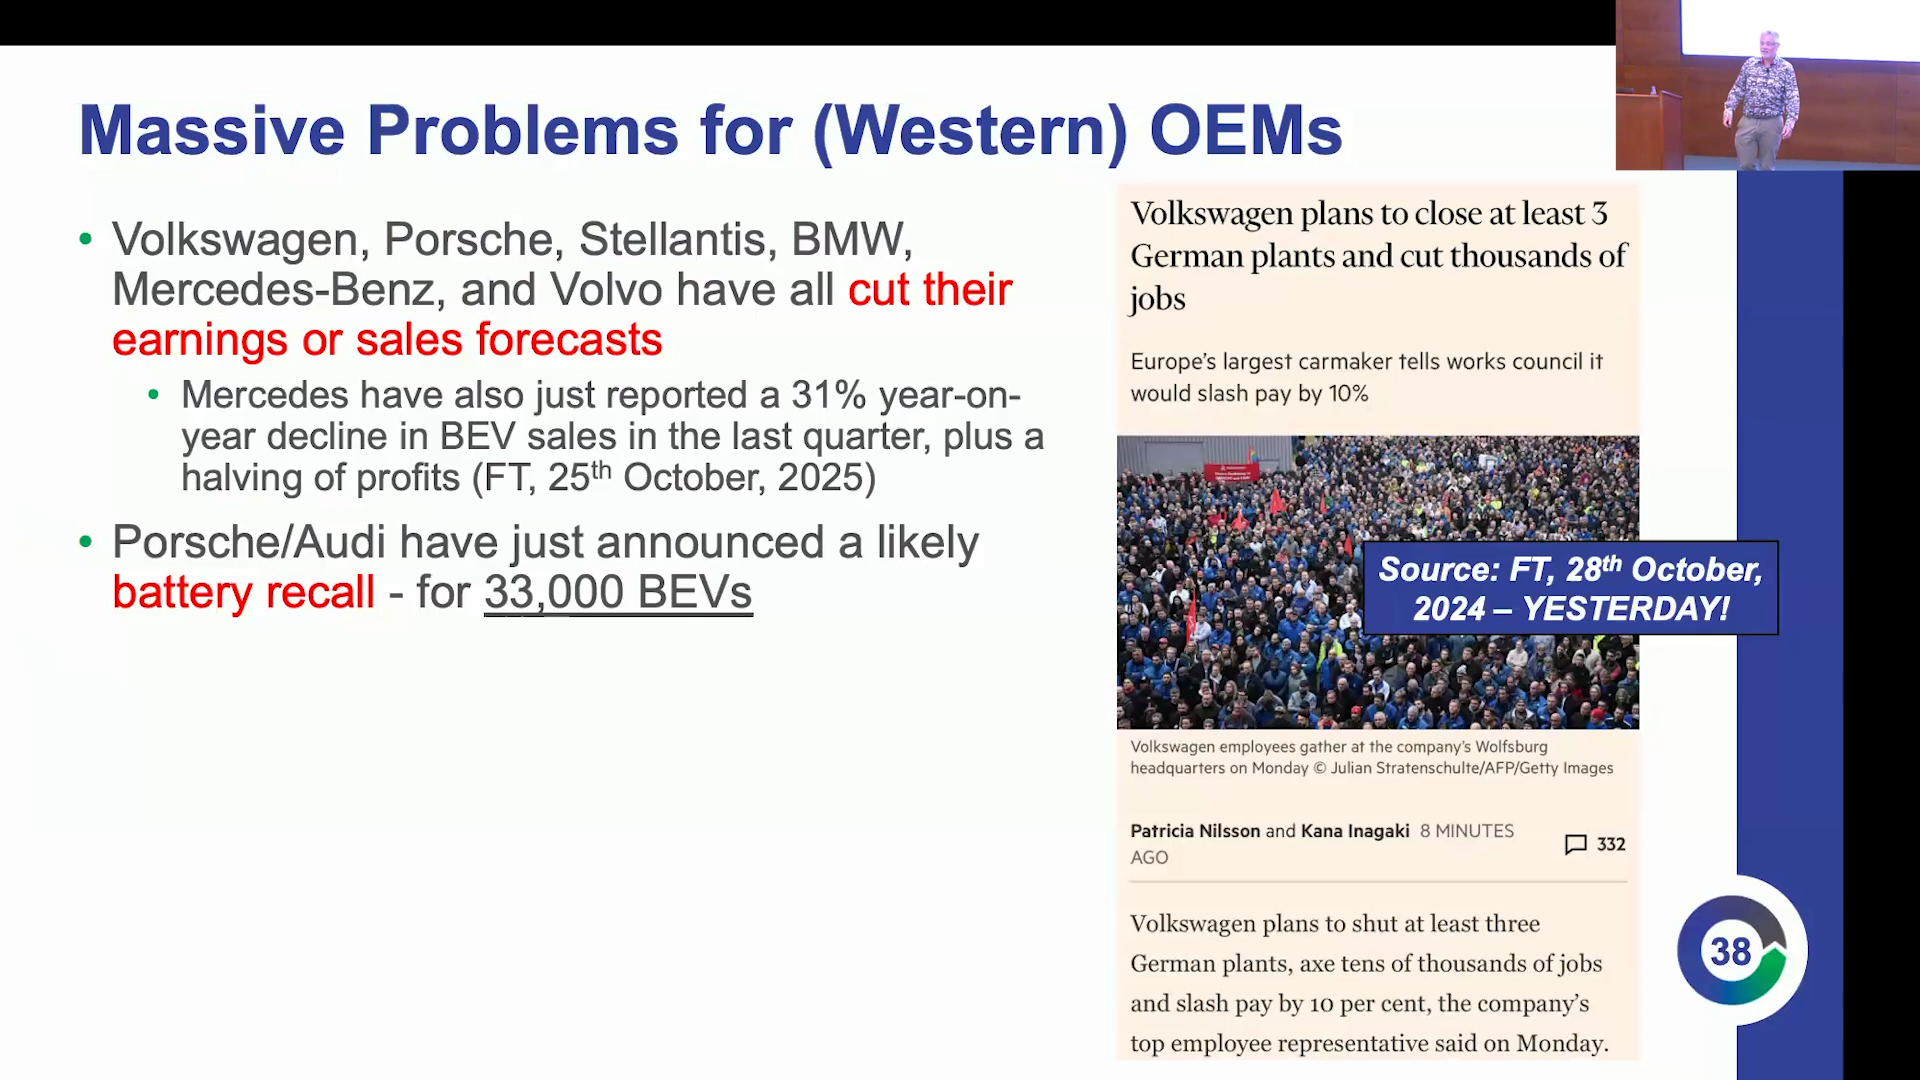 Massive Problems for (Western) OEMs
• Volkswagen, Porsche, Stellantis, BMW,
Mercedes-Benz, and Volvo have all cut their
earnings or sales forecasts
• Mercedes have also just reported a 31% year-on-
year decline in BEV sales in the last quarter, plus a
halving of profits (FT, 25th October, 2025)
• Porsche/Audi have just announced a likely
battery recall - for 33,000 BEVs
Volkswagen plans to close at least 3
German plants and cut thousands of
jobs
Europe's largest carmaker tells works council it
would slash pay by 10%
Source: FT, 28th October,
2024 – YESTERDAY!
Volkswagen employees gather at the company's Wolfsburg
headquarters on Monday © Julian Stratenschulte/AFP/Getty Images
Patricia Nilsson and Kana Inagaki 8 MINUTES
AGO
332
Volkswagen plans to shut at least three
German plants, axe tens of thousands of jobs
and slash pay by 10 per cent, the company's
top employee representative said on Monday.
38